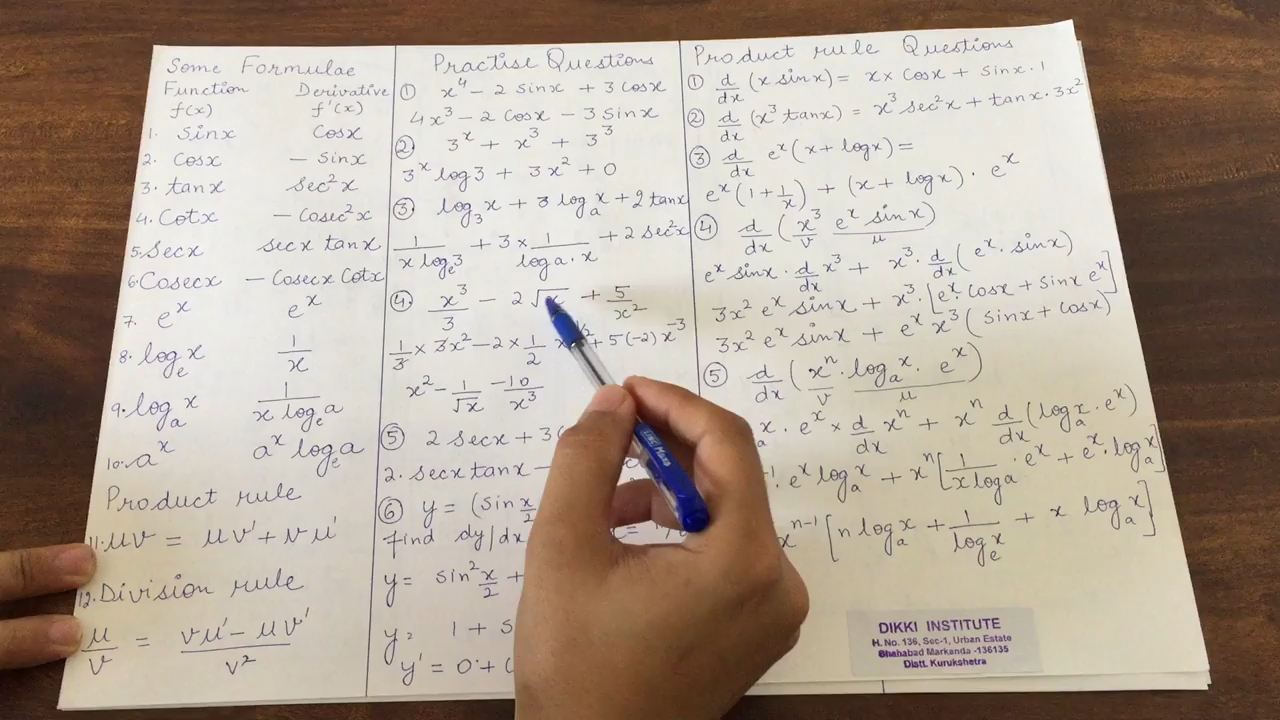 Some Formulae
Function Derivative
f(x) f'(x)
1. sinx cosx
2. cosx - sinx
3. tanx sec²x
4. Cotx - Cosec²x
5. Secx secx tanx
6. Cosecx - Cosecx Cotx
7. eˣ eˣ
8. logₑx 1/x
9. logₐx 1/(x logₑa)
10. aˣ aˣ logₑa
Product rule
11. uv = uv' + vu'
12. Division rule
u/v = (vu' - uv')/v²
Practise Questions
① x⁴ - 2 sinx + 3 cosx
4x³ - 2 cosx - 3 sinx
②. 3ˣ + x³ + 3³
3ˣ log3 + 3x² + 0
③. log₃x + 3 logₐx + 2 tanx
1/(x logₑ3) + 3 × 1/(loga · x) + 2 sec²x
④. x³/3 - 2√x + 5/x²
1/3 × 3x² - 2 × 1/2 x ½ + 5(-2)x⁻³
x² - 1/√x - 10/x³
⑤ 2 secx + 3(
2. secx tanx -
⑥ y = (sin x/2
Find dy/dx
y = sin² x/2 +
y = 1 + s
y' = 0 +
Product rule Questions
① d/dx (x sinx) = x × cosx + sinx · 1
② d/dx (x³ tanx) = x³ sec²x + tanx · 3x²
③ d/dx eˣ(x + logx) =
eˣ(1 + 1/x) + (x + logx) · eˣ
④ d/dx (x³ eˣ sinx)
v u
eˣ sinx · d/dx x³ + x³ · d/dx (eˣ · sinx)
3x² eˣ sinx + x³ · [eˣ · cosx + sinx eˣ]
3x² eˣ sinx + eˣ x³ (sinx + cosx)
⑤ d/dx (xⁿ · logₐx · eˣ)
v u
x · eˣ × d/dx xⁿ + xⁿ d/dx (logₐx · eˣ)
-1 · eˣ logₐx + xⁿ [1/(x loga) · eˣ + eˣ · logₐx]
xⁿ⁻¹ [n logₐx + 1/logₑx + x logₐx]
DIKKI INSTITUTE
H. No. 136, Sec-1, Urban Estate
Shahabad Markanda -136135
Distt. Kurukshetra